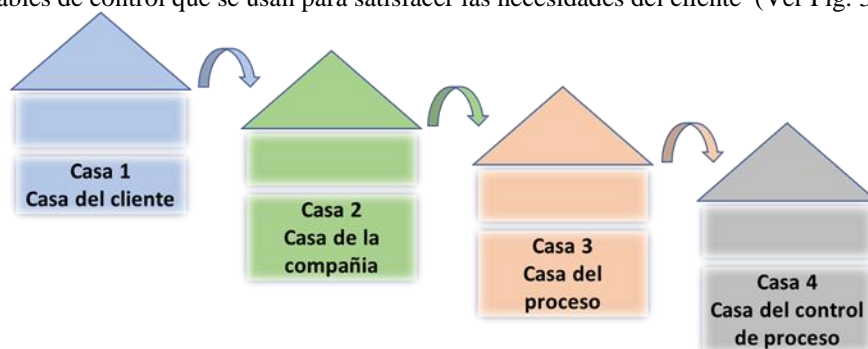 ables de control que se usan para satisfacer las necesidades del cliente (Ver Fig. 3
Casa 1
Casa del cliente
Casa 2
Casa de la
compañia
Casa 3
Casa del
proceso
Casa 4
Casa del control
de proceso